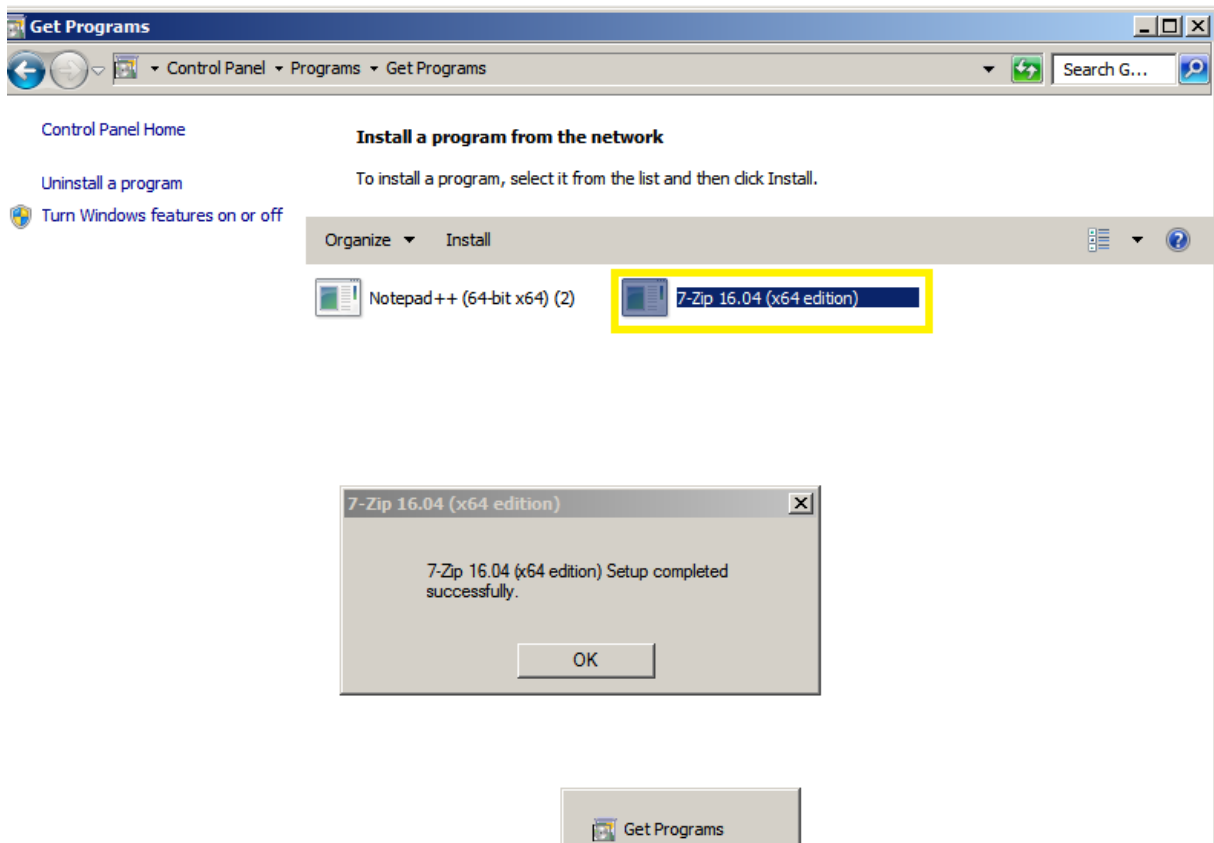 Get Programs
Control Panel Programs Get Programs Search G...
Control Panel Home
Uninstall a program
Turn Windows features on or off
Install a program from the network
To install a program, select it from the list and then click Install.
Organize Install
Notepad++ (64-bit x64) (2) 7-Zip 16.04 (x64 edition)
7-Zip 16.04 (x64 edition)
7-Zip 16.04 (x64 edition) Setup completed
successfully.
OK
Get Programs